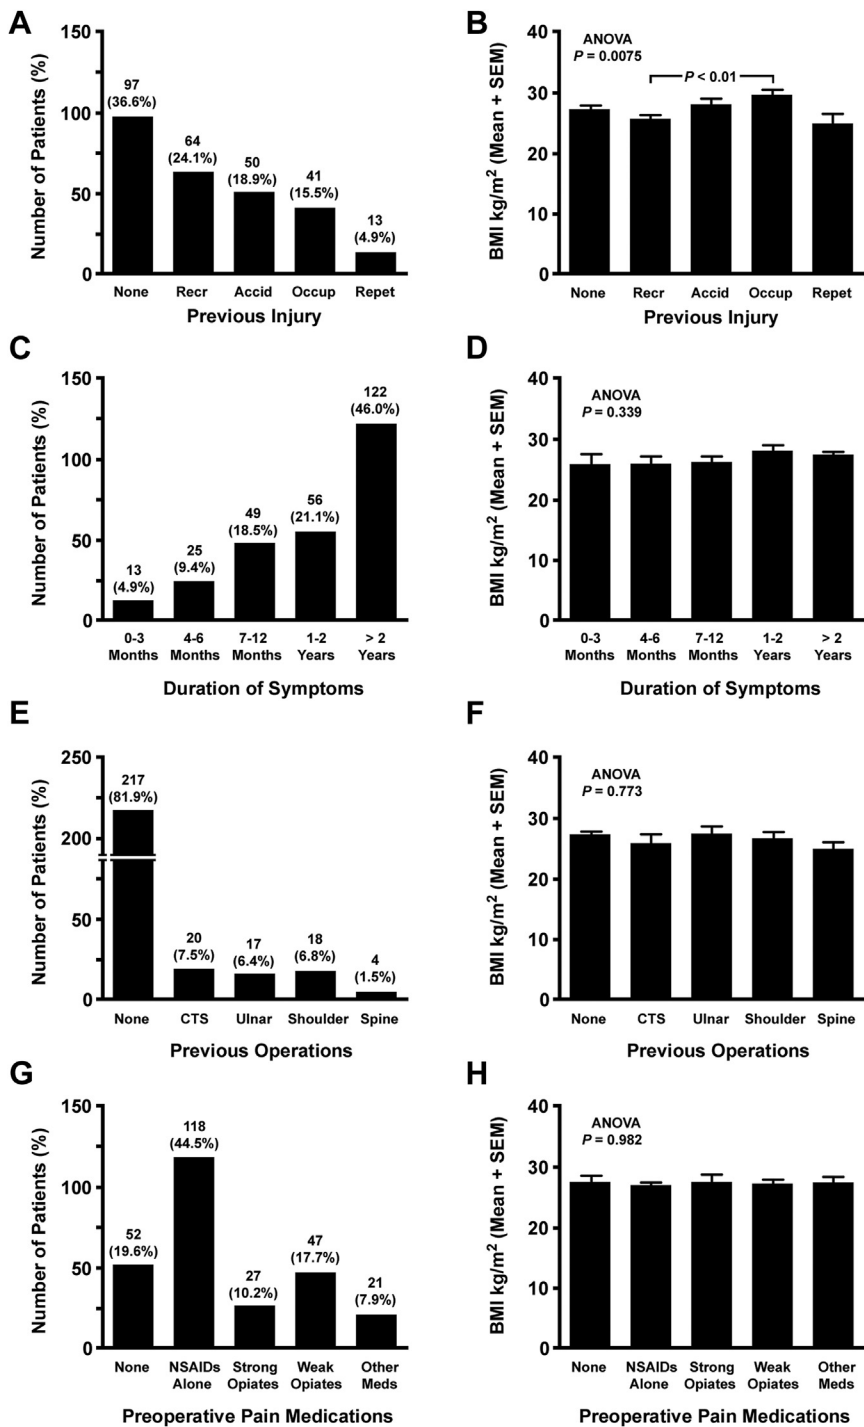 A
Number of Patients (%)
150
100
50
0
97
(36.6%)
64
(24.1%)
50
(18.9%)
41
(15.5%)
13
(4.9%)
None Recr Accid Occup Repet
Previous Injury
B
BMI kg/m² (Mean + SEM)
40
30
20
10
0
ANOVA
P = 0.0075
P < 0.01
None Recr Accid Occup Repet
Previous Injury
C
Number of Patients (%)
150
100
50
0
13
(4.9%)
25
(9.4%)
49
(18.5%)
56
(21.1%)
122
(46.0%)
0-3 4-6 7-12 1-2 > 2
Months Months Months Years Years
Duration of Symptoms
D
BMI kg/m² (Mean + SEM)
40
30
20
10
0
ANOVA
P = 0.339
0-3 4-6 7-12 1-2 > 2
Months Months Months Years Years
Duration of Symptoms
E
Number of Patients (%)
250
200
50
0
217
(81.9%)
20
(7.5%)
17
(6.4%)
18
(6.8%)
4
(1.5%)
None CTS Ulnar Shoulder Spine
Previous Operations
F
BMI kg/m² (Mean + SEM)
40
30
20
10
0
ANOVA
P = 0.773
None CTS Ulnar Shoulder Spine
Previous Operations
G
Number of Patients (%)
150
100
50
0
52
(19.6%)
118
(44.5%)
27
(10.2%)
47
(17.7%)
21
(7.9%)
None NSAIDs Strong Weak Other
Alone Opiates Opiates Meds
Preoperative Pain Medications
H
BMI kg/m² (Mean + SEM)
40
30
20
10
0
ANOVA
P = 0.982
None NSAIDs Strong Weak Other
Alone Opiates Opiates Meds
Preoperative Pain Medications